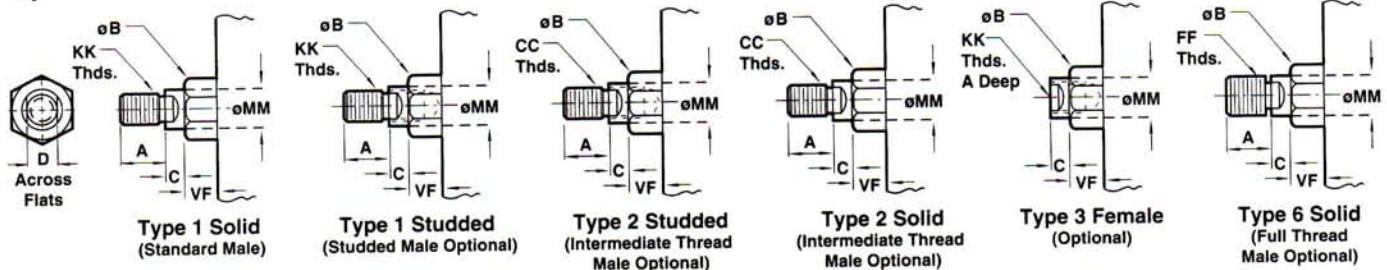 D
Across
Flats
KK
Thds.
øB
øMM
A
C
VF
Type 1 Solid
(Standard Male)
KK
Thds.
øB
øMM
A
C
VF
Type 1 Studded
(Studded Male Optional)
CC
Thds.
øB
øMM
A
C
VF
Type 2 Studded
(Intermediate Thread
Male Optional)
CC
Thds.
øB
øMM
A
C
VF
Type 2 Solid
(Intermediate Thread
Male Optional)
KK
Thds.
A Deep
øB
øMM
C
VF
Type 3 Female
(Optional)
FF
Thds.
øB
øMM
A
C
VF
Type 6 Solid
(Full Thread
Male Optional)